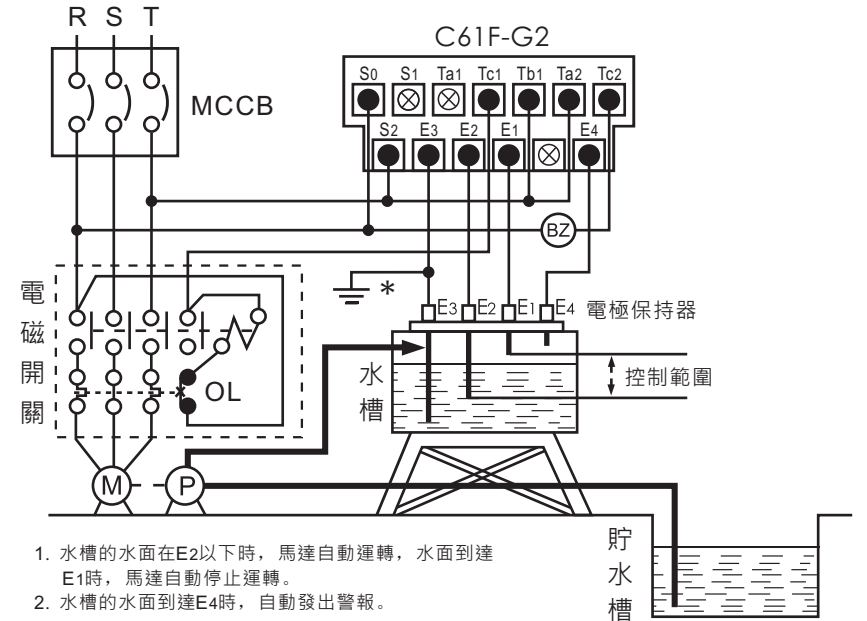 R S T
C61F-G2
MCCB
S0 S1 Ta1 Tc1 Tb1 Ta2 Tc2
S2 E3 E2 E1 E4
BZ
*
E3 E2 E1 E4 電極保持器
電磁開關
OL
水槽
控制範圍
M P
貯水槽
1. 水槽的水面在E2以下時, 馬達自動運轉, 水面到達
E1時, 馬達自動停止運轉。
2. 水槽的水面到達E4時, 自動發出警報。